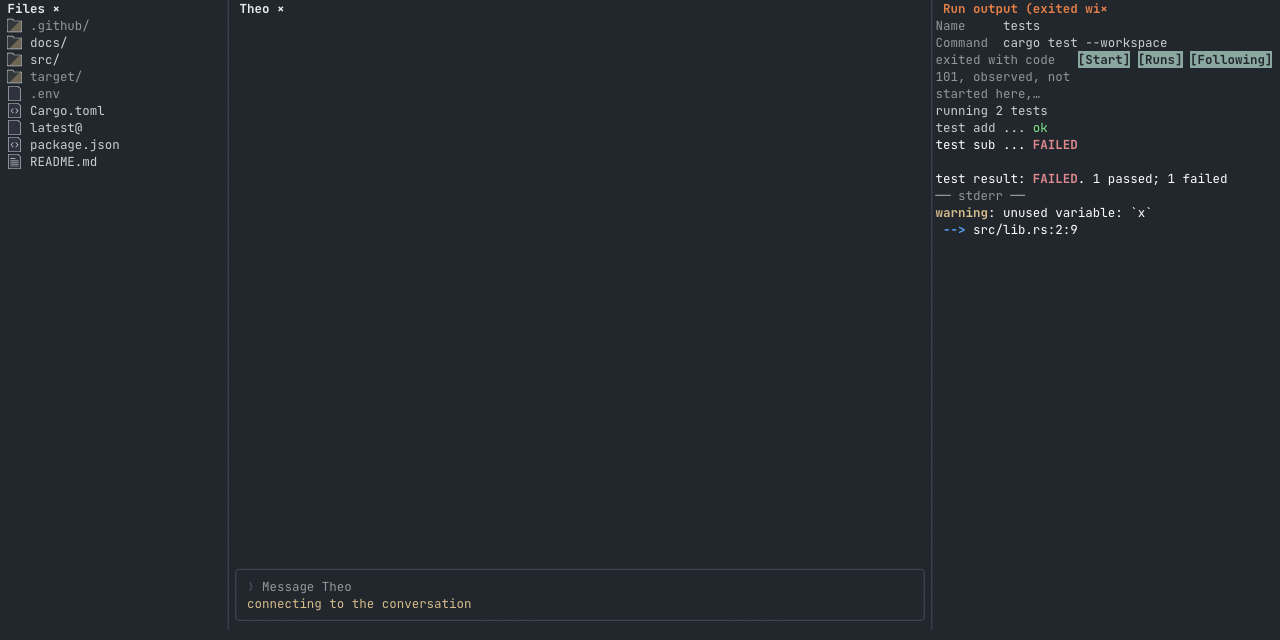 Files ×
.github/
docs/
src/
target/
.env
Cargo.toml
latest@
package.json
README.md
Theo ×
⟩ Message Theo
connecting to the conversation
Run output (exited wi×
Name tests
Command cargo test --workspace
exited with code [Start] [Runs] [Following]
101, observed, not
started here,…
running 2 tests
test add ... ok
test sub ... FAILED
test result: FAILED. 1 passed; 1 failed
── stderr ──
warning: unused variable: `x`
--> src/lib.rs:2:9